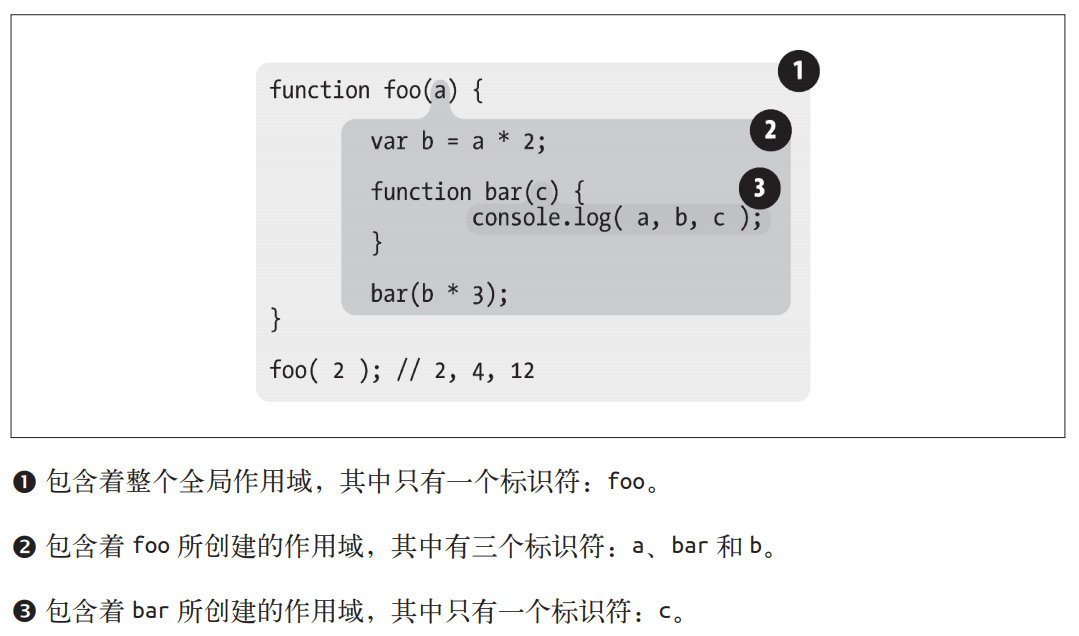 ❶
function foo(a) {
❷
var b = a * 2;
❸
function bar(c) {
console.log( a, b, c );
}
bar(b * 3);
}
foo( 2 ); // 2, 4, 12
❶ 包含着整个全局作用域，其中只有一个标识符：foo。
❷ 包含着 foo 所创建的作用域，其中有三个标识符：a、bar 和 b。
❸ 包含着 bar 所创建的作用域，其中只有一个标识符：c。